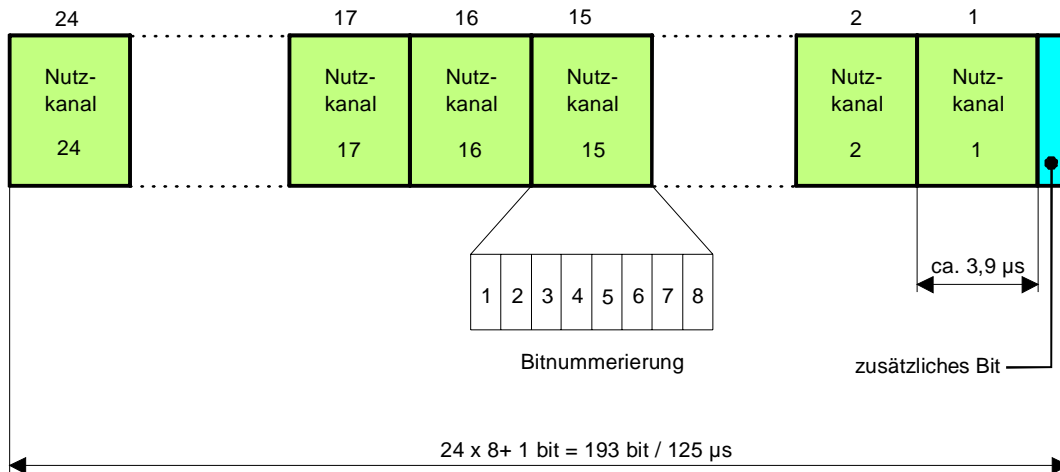 24 17 16 15 2 1
Nutz-
kanal
24
Nutz-
kanal
17
Nutz-
kanal
16
Nutz-
kanal
15
Nutz-
kanal
2
Nutz-
kanal
1
1 2 3 4 5 6 7 8
Bitnummerierung
ca. 3,9 µs
zusätzliches Bit
24 x 8+ 1 bit = 193 bit / 125 µs